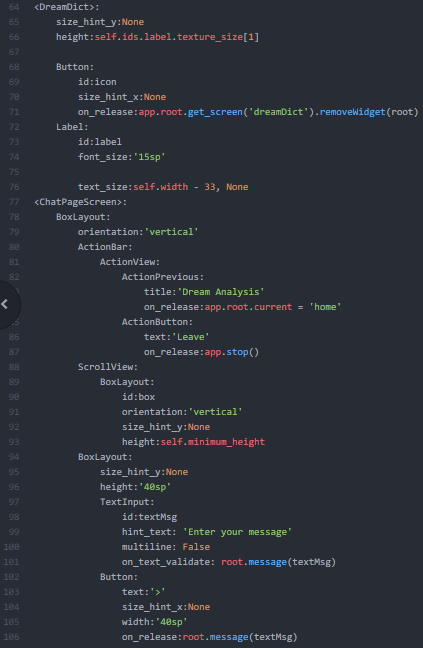 64 <DreamDict>:
65 size_hint_y:None
66 height:self.ids.label.texture_size[1]
67
68 Button:
69 id:icon
70 size_hint_x:None
71 on_release:app.root.get_screen('dreamDict').removeWidget(root)
72 Label:
73 id:label
74 font_size:'15sp'
75
76 text_size:self.width - 33, None
77 <ChatPageScreen>:
78 BoxLayout:
79 orientation:'vertical'
80 ActionBar:
81 ActionView:
82 ActionPrevious:
title:'Dream Analysis'
on_release:app.root.current = 'home'
ActionButton:
86 text:'Leave'
87 on_release:app.stop()
88 ScrollView:
89 BoxLayout:
90 id:box
91 orientation:'vertical'
92 size_hint_y:None
93 height:self.minimum_height
94 BoxLayout:
95 size_hint_y:None
96 height:'40sp'
97 TextInput:
98 id:textMsg
99 hint_text: 'Enter your message'
100 multiline: False
101 on_text_validate: root.message(textMsg)
102 Button:
103 text:'>'
104 size_hint_x:None
105 width:'40sp'
106 on_release:root.message(textMsg)